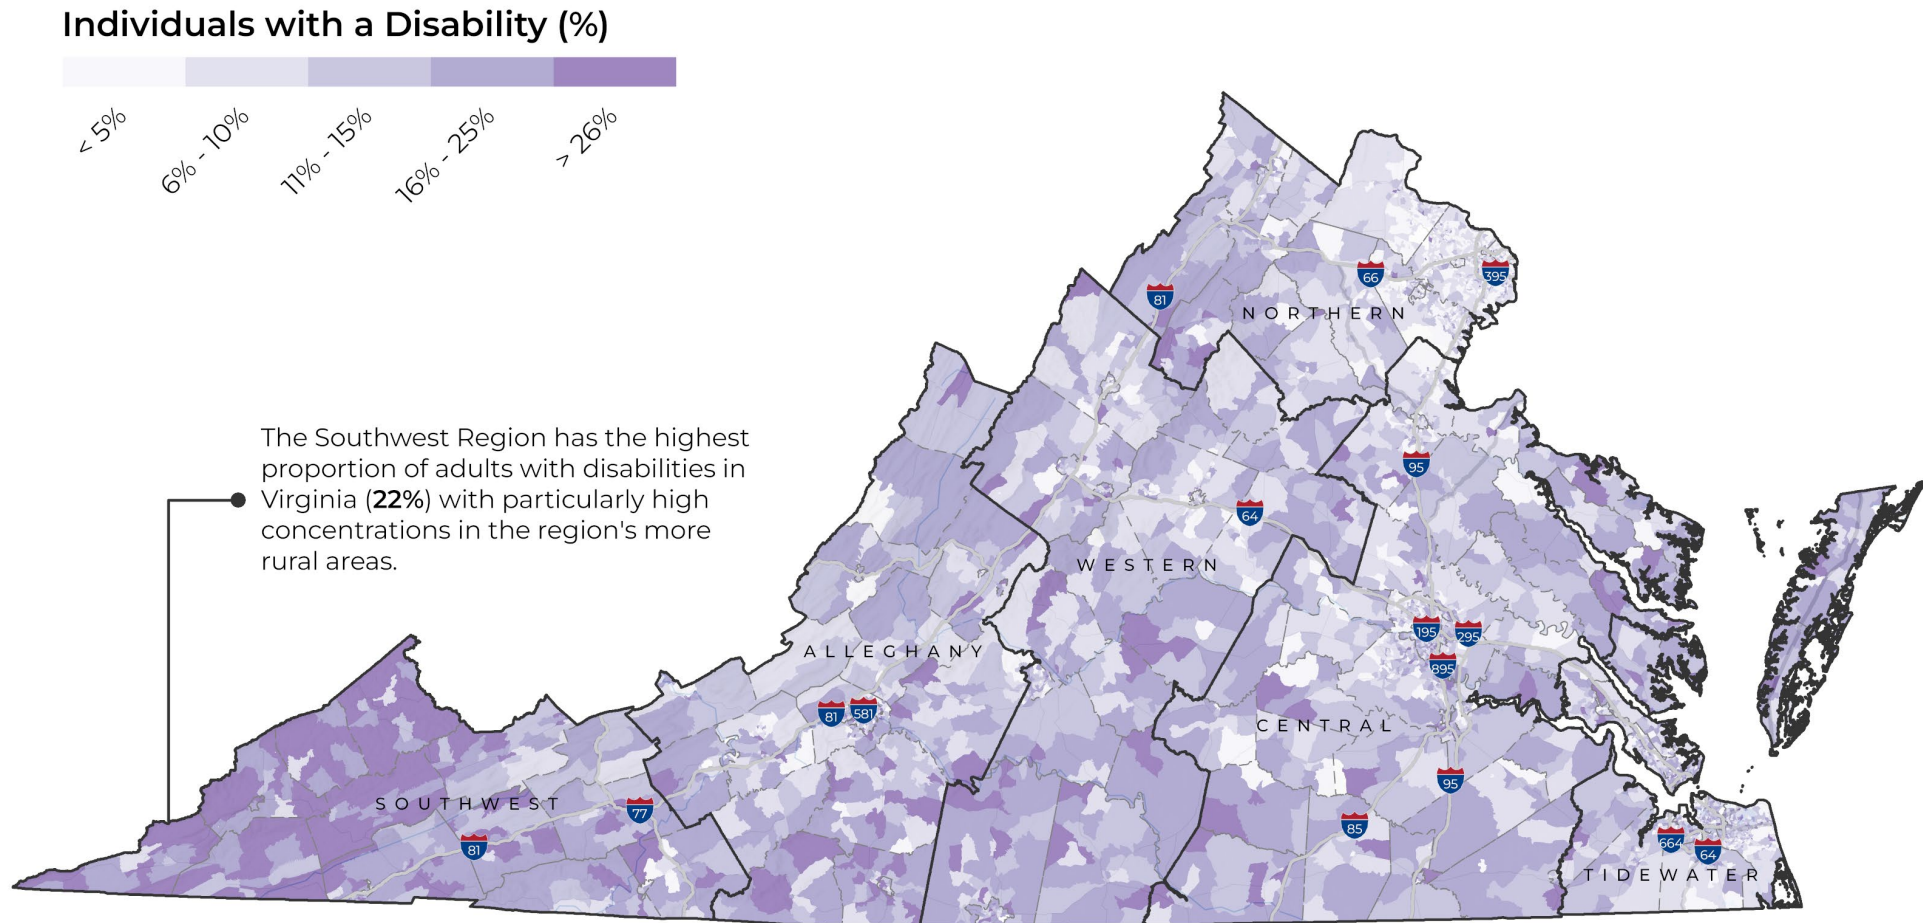 Individuals with a Disability (%)
< 5%
6% - 10%
11% - 15%
16% - 25%
> 26%
The Southwest Region has the highest
proportion of adults with disabilities in
Virginia (22%) with particularly high
concentrations in the region's more
rural areas.
81
66
395
NORTHERN
95
64
WESTERN
195
295
895
ALLEGHANY
81
581
CENTRAL
95
SOUTHWEST
77
81
85
664
64
TIDEWATER